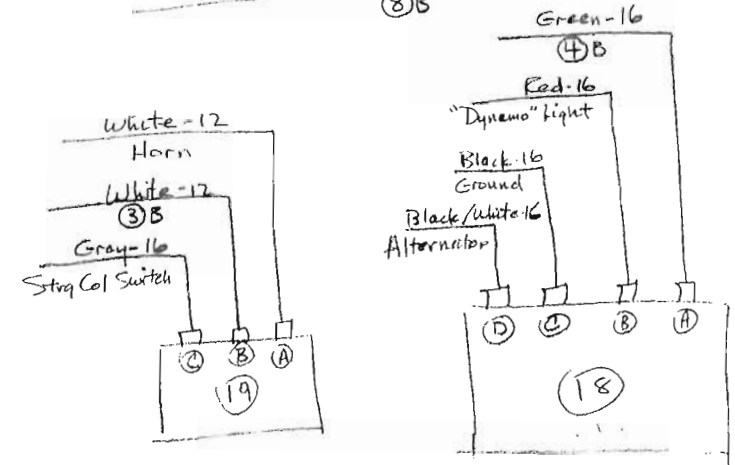 ⑧B
Green-16
④B
Red-16
"Dynamo" Light
Black-16
Ground
Black/White-16
Alternator
D C B A
18
White-12
Horn
White-12
③B
Gray-16
Strg Col Switch
C B A
19